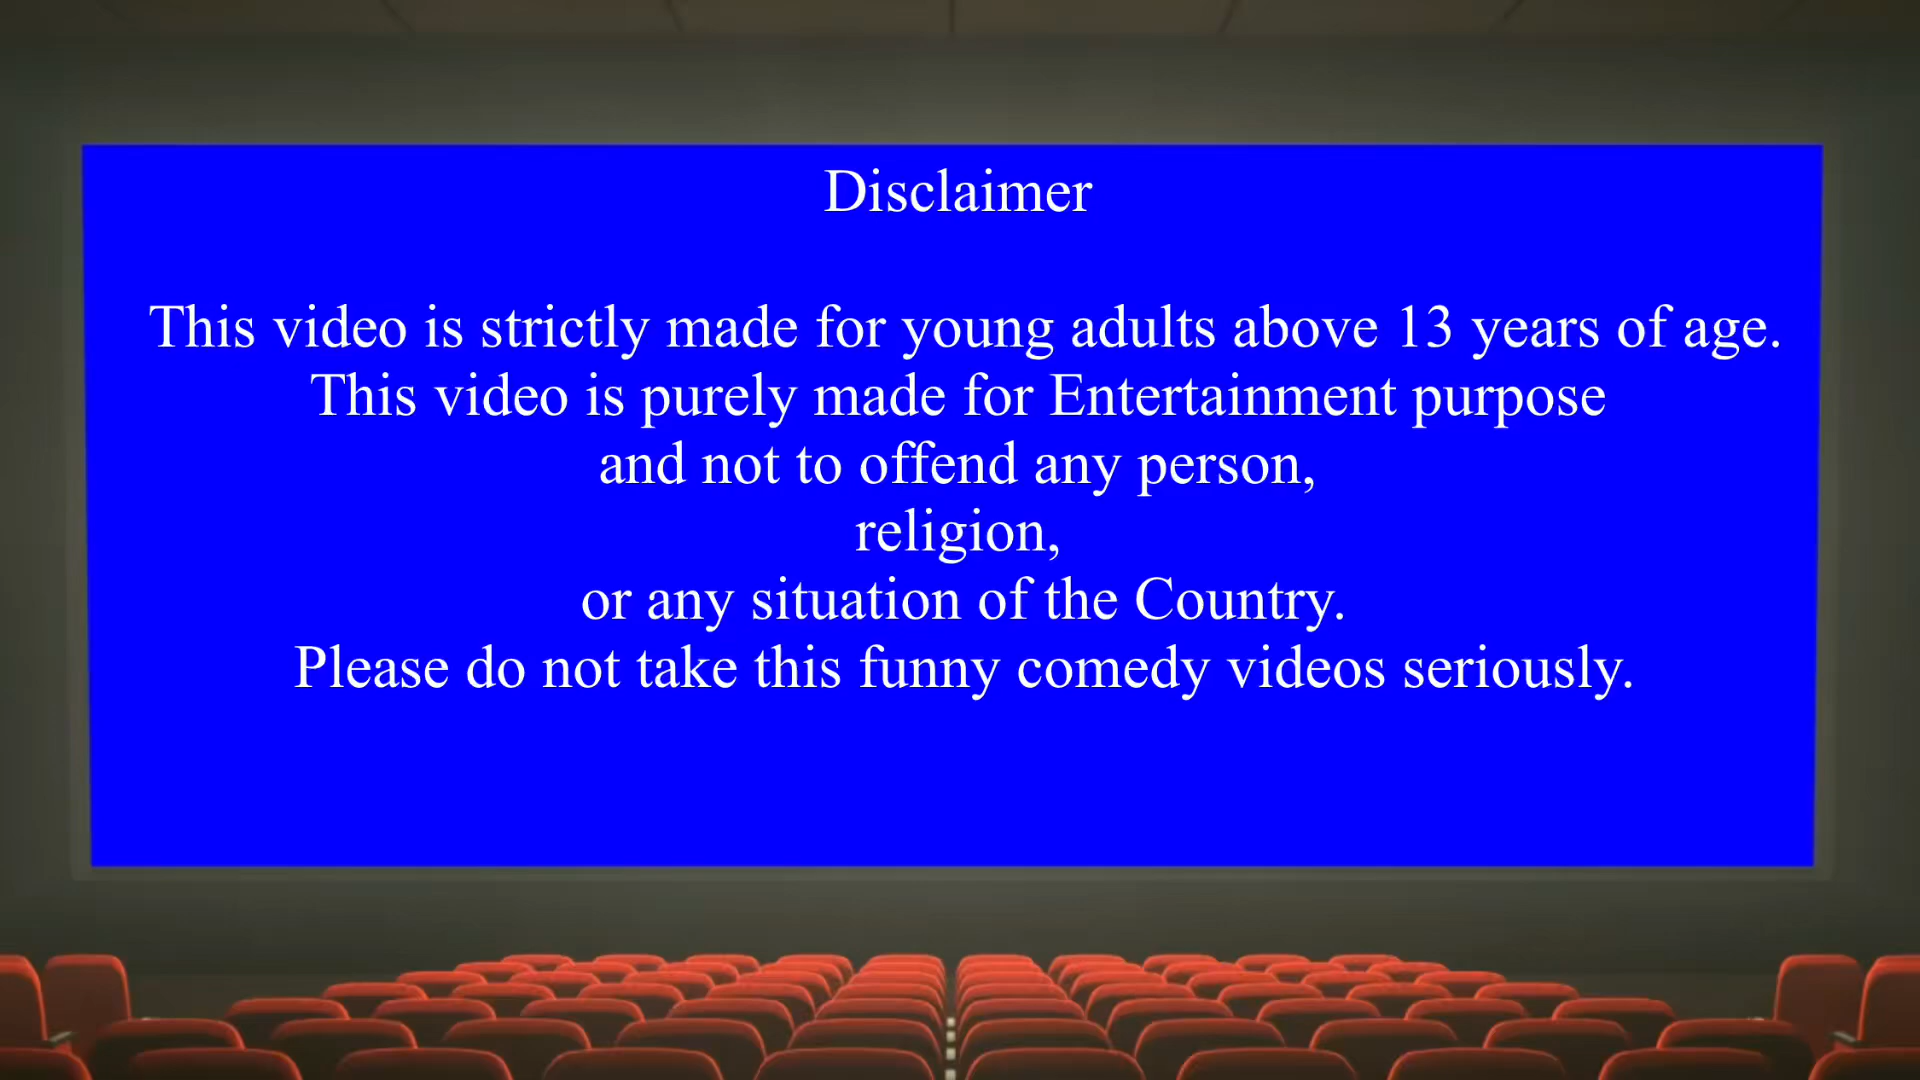 Disclaimer
This video is strictly made for young adults above 13 years of age.
This video is purely made for Entertainment purpose
and not to offend any person,
religion,
or any situation of the Country.
Please do not take this funny comedy videos seriously.